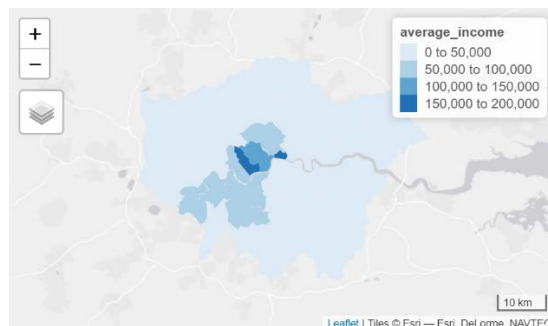 +
−
average_income
0 to 50,000
50,000 to 100,000
100,000 to 150,000
150,000 to 200,000
10 km
Leaflet | Tiles © Esri — Esri, DeLorme, NAVTEQ